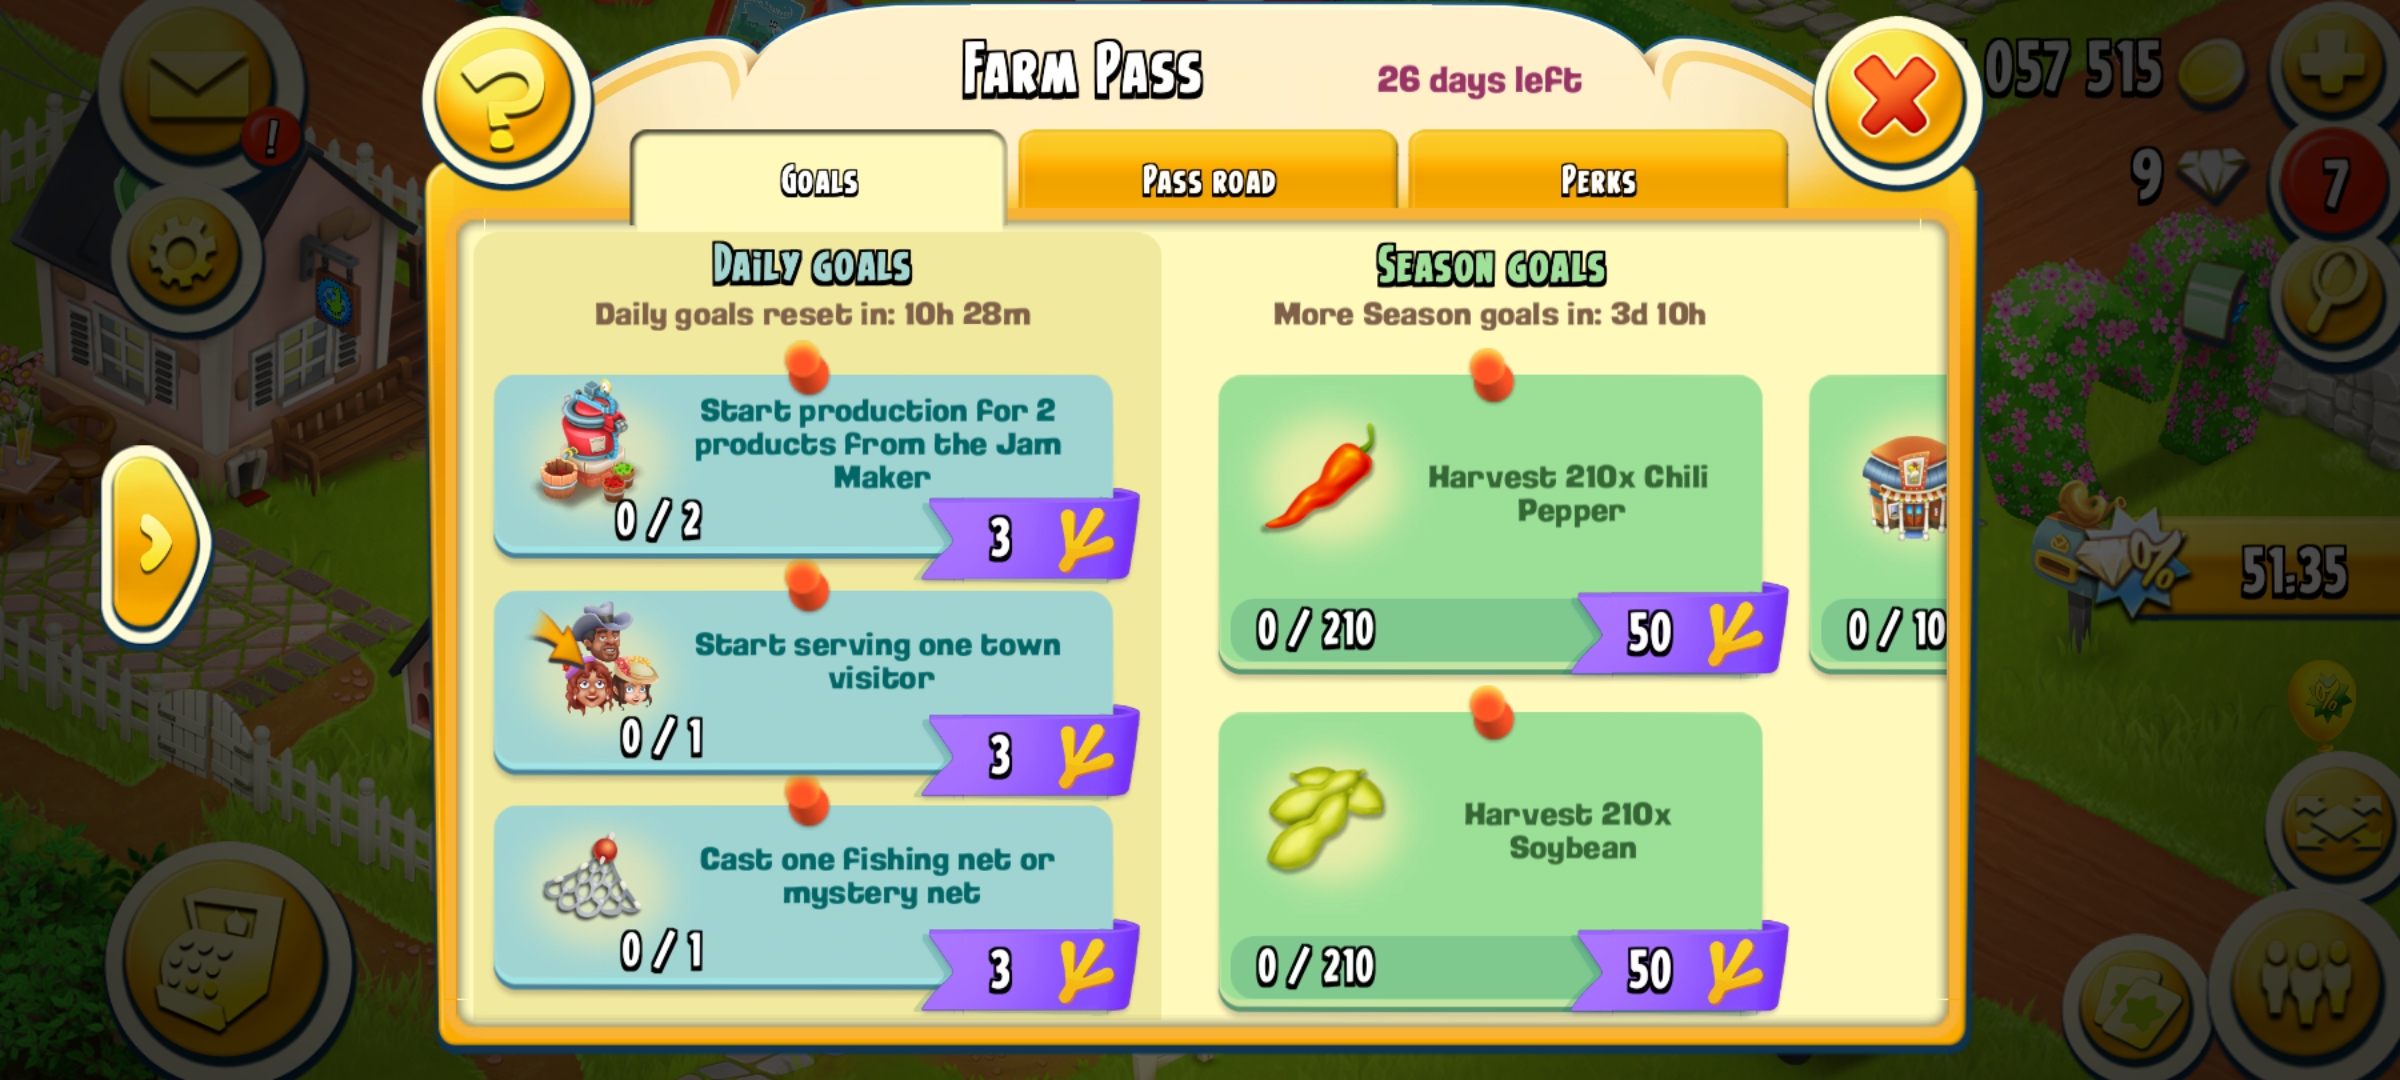 FARM PASS
26 days left
057 515
9
7
GOALS
PASS ROAD
PERKS
DAILY GOALS
Daily goals reset in: 10h 28m
Start production for 2
products from the Jam
Maker
0 / 2
3
Start serving one town
visitor
0 / 1
3
Cast one fishing net or
mystery net
0 / 1
3
SEASON GOALS
More Season goals in: 3d 10h
Harvest 210x Chili
Pepper
0 / 210
50
Harvest 210x
Soybean
0 / 210
50
0 / 10
%
51:35
%